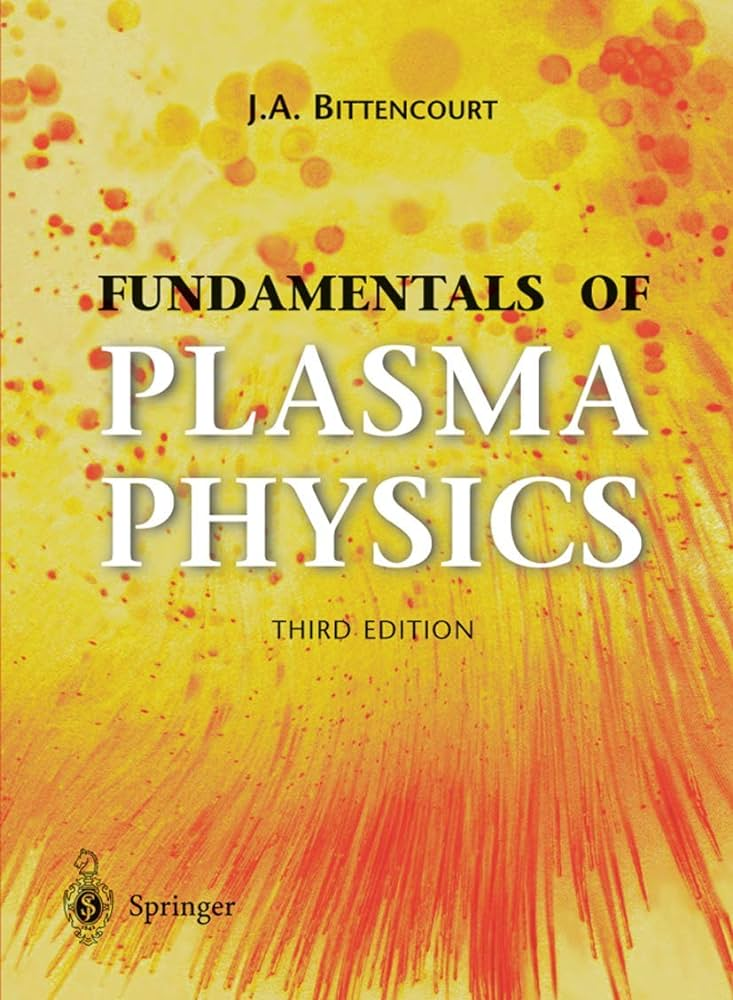 J.A. BITTENCOURT
FUNDAMENTALS OF
PLASMA
PHYSICS
THIRD EDITION
Springer